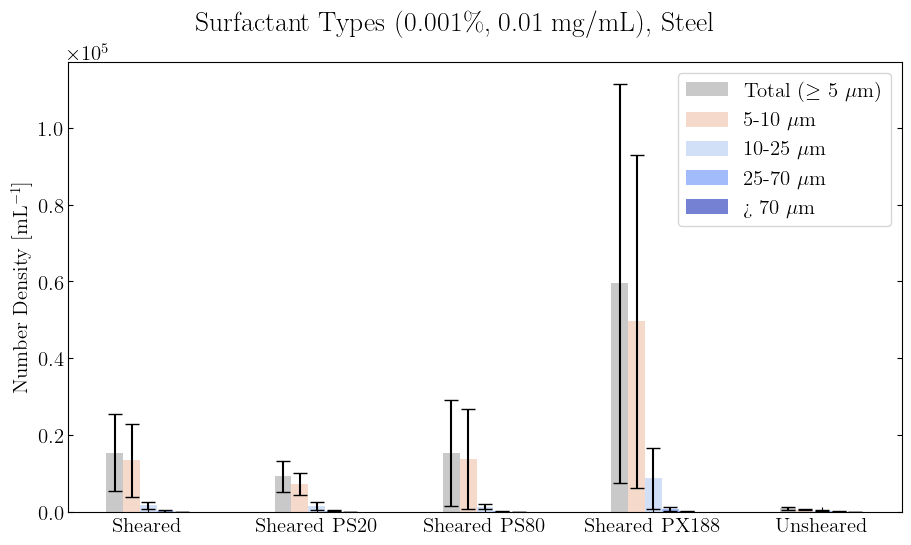 Surfactant Types (0.001%, 0.01 mg/mL), Steel
×10⁵
Total (≥ 5 μm)
5-10 μm
10-25 μm
25-70 μm
¿ 70 μm
Number Density [mL⁻¹]
1.0
0.8
0.6
0.4
0.2
0.0
Sheared
Sheared PS20
Sheared PS80
Sheared PX188
Unsheared